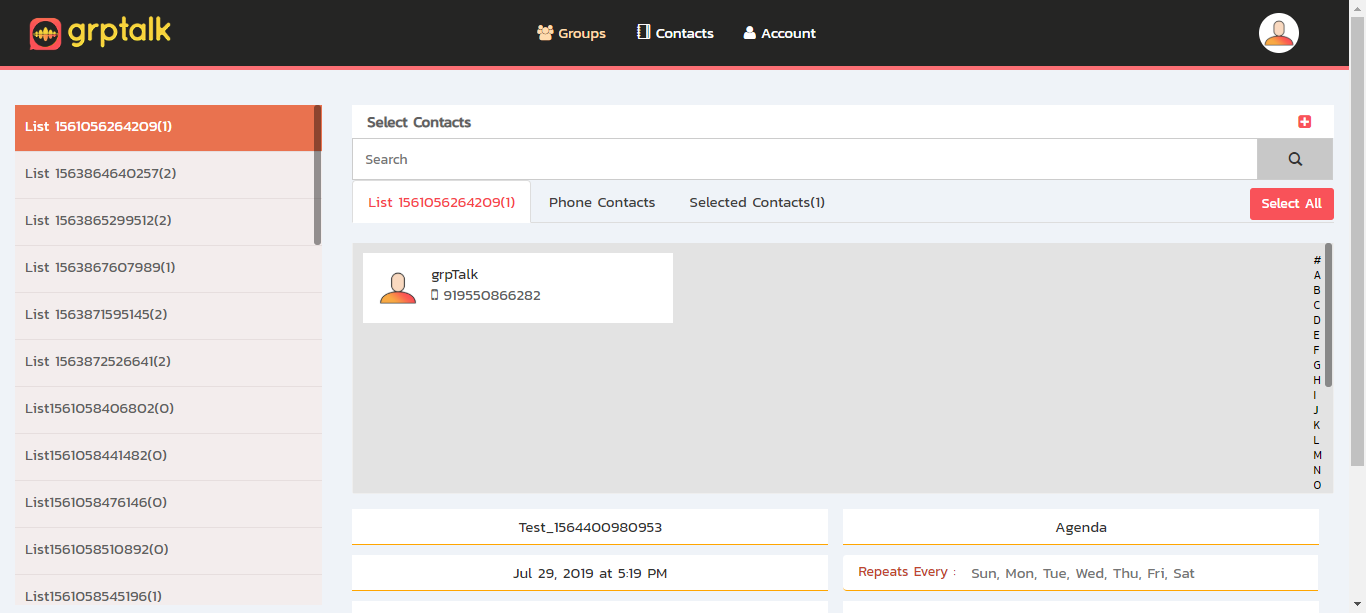 grptalk
Groups
Contacts
Account
List 1561056264209(1)
List 1563864640257(2)
List 1563865299512(2)
List 1563867607989(1)
List 1563871595145(2)
List 1563872526641(2)
List1561058406802(0)
List1561058441482(0)
List1561058476146(0)
List1561058510892(0)
List1561058545196(1)
Select Contacts
Search
List 1561056264209(1)
Phone Contacts
Selected Contacts(1)
Select All
grpTalk
919550866282
#
A
B
C
D
E
F
G
H
I
J
K
L
M
N
O
Test_1564400980953
Agenda
Jul 29, 2019 at 5:19 PM
Repeats Every : Sun, Mon, Tue, Wed, Thu, Fri, Sat